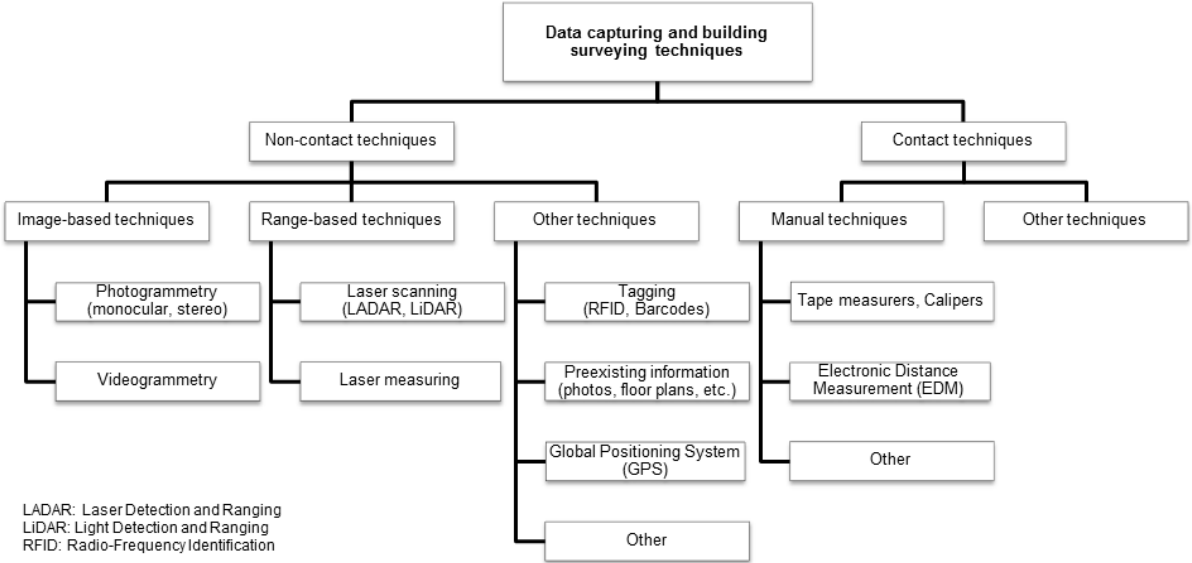 Data capturing and building
surveying techniques
Non-contact techniques
Contact techniques
Image-based techniques
Range-based techniques
Other techniques
Manual techniques
Other techniques
Photogrammetry
(monocular, stereo)
Laser scanning
(LADAR, LiDAR)
Tagging
(RFID, Barcodes)
Tape measurers, Calipers
Videogrammetry
Laser measuring
Preexisting information
(photos, floor plans, etc.)
Electronic Distance
Measurement (EDM)
Global Positioning System
(GPS)
Other
Other
LADAR: Laser Detection and Ranging
LiDAR: Light Detection and Ranging
RFID: Radio-Frequency Identification